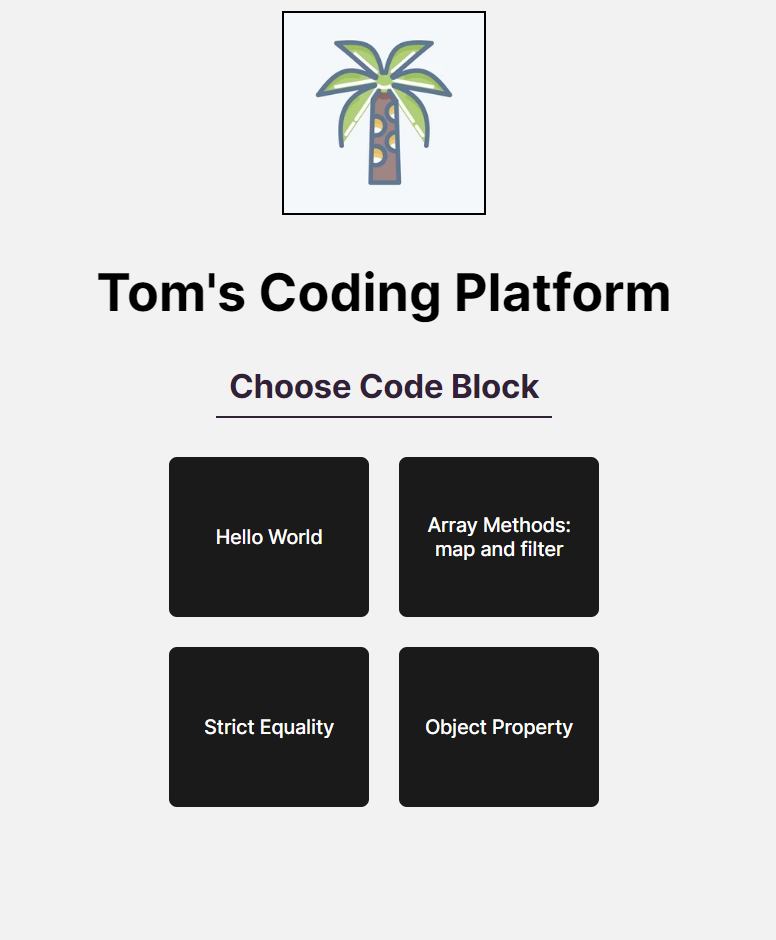 Tom's Coding Platform
Choose Code Block
Hello World
Array Methods:
map and filter
Strict Equality
Object Property